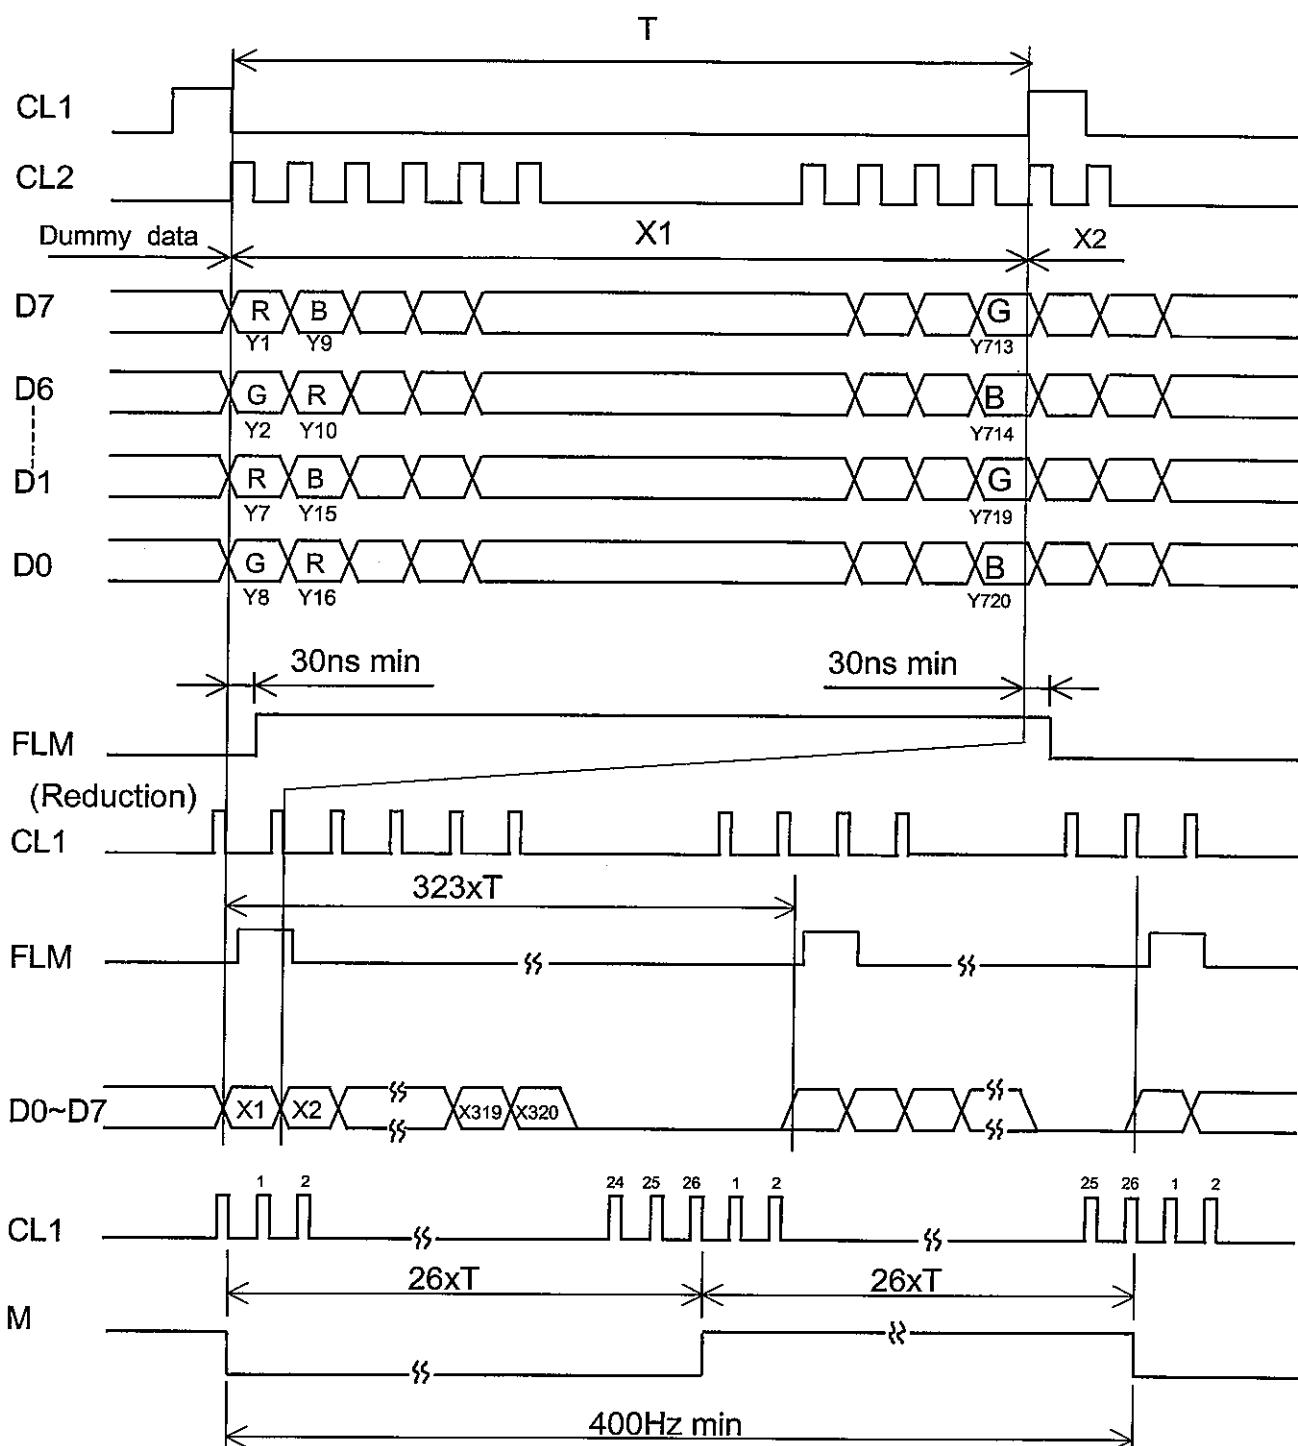 T
CL1
CL2
Dummy data X1 X2
D7 R B G
Y1 Y9 Y713
D6 G R B
Y2 Y10 Y714
D1 R B G
Y7 Y15 Y719
D0 G R B
Y8 Y16 Y720
30ns min 30ns min
FLM
(Reduction)
CL1
323xT
FLM
D0~D7 X1 X2 X319 X320
1 2 24 25 26 1 2 25 26 1 2
CL1
26xT 26xT
M
400Hz min